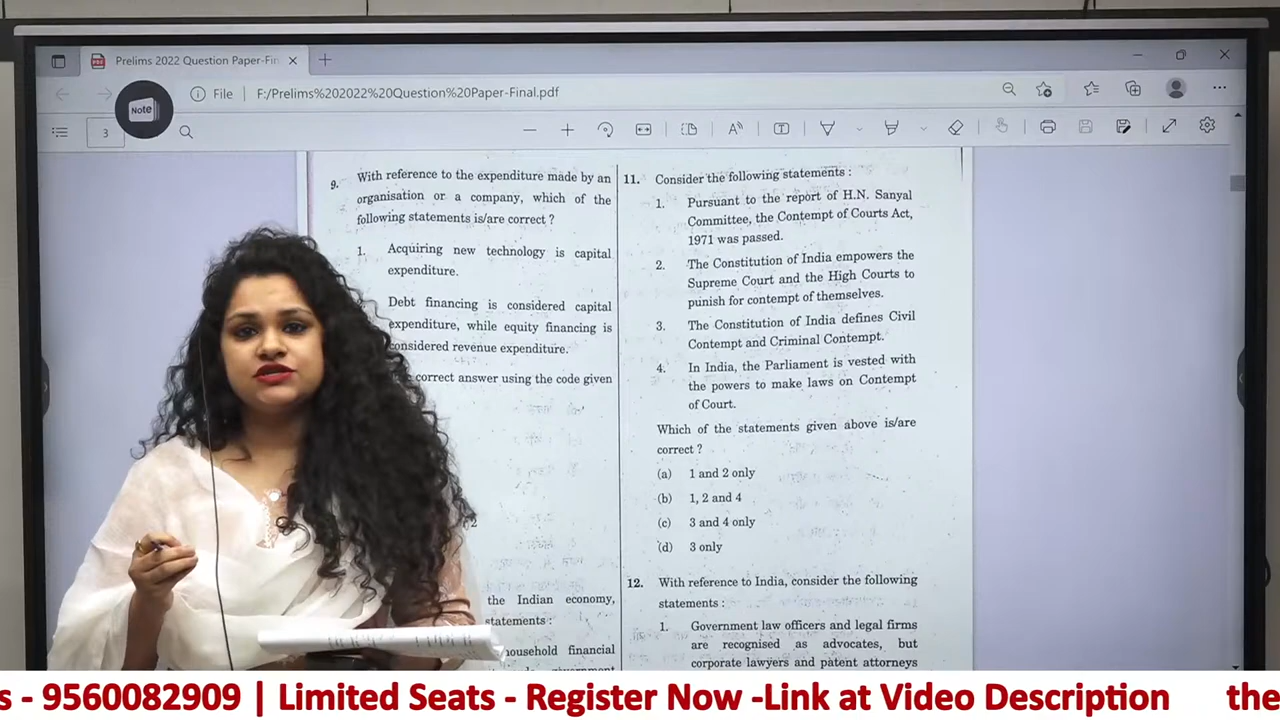 Prelims 2022 Question Paper-Fin
Note
File
F:/Prelims%202022%20Question%20Paper-Final.pdf
3
9. With reference to the expenditure made by an
organisation or a company, which of the
following statements is/are correct ?
1. Acquiring new technology is capital
expenditure.
Debt financing is considered capital
expenditure, while equity financing is
considered revenue expenditure.
correct answer using the code given
2
the Indian economy,
statements :
household financial
11. Consider the following statements :
1. Pursuant to the report of H.N. Sanyal
Committee, the Contempt of Courts Act,
1971 was passed.
2. The Constitution of India empowers the
Supreme Court and the High Courts to
punish for contempt of themselves.
3. The Constitution of India defines Civil
Contempt and Criminal Contempt.
4. In India, the Parliament is vested with
the powers to make laws on Contempt
of Court.
Which of the statements given above is/are
correct ?
(a) 1 and 2 only
(b) 1, 2 and 4
(c) 3 and 4 only
(d) 3 only
12. With reference to India, consider the following
statements :
1. Government law officers and legal firms
are recognised as advocates, but
corporate lawyers and patent attorneys
s - 9560082909 | Limited Seats - Register Now -Link at Video Description the